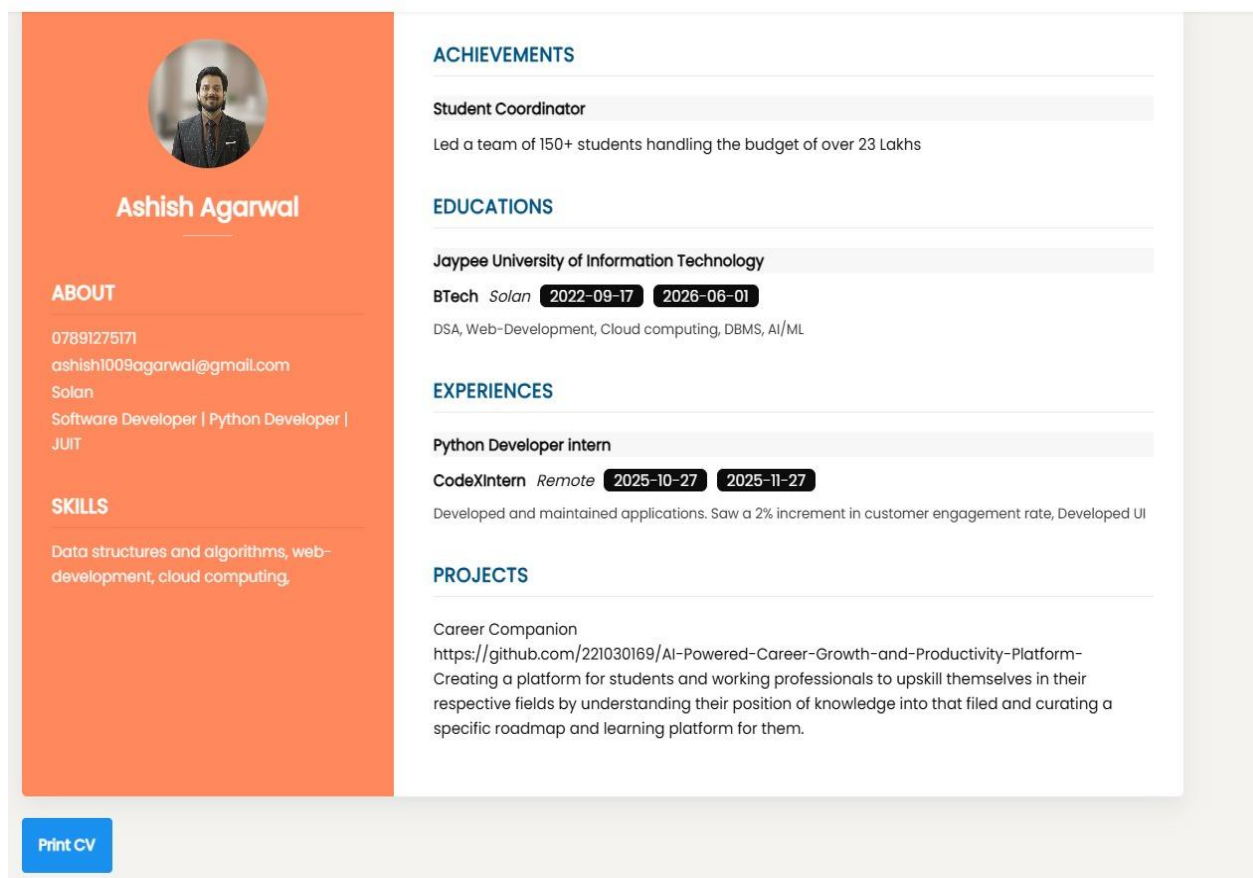 Ashish Agarwal
ABOUT
07891275171
ashish1009agarwal@gmail.com
Solan
Software Developer | Python Developer |
JUIT
SKILLS
Data structures and algorithms, web-
development, cloud computing,
ACHIEVEMENTS
Student Coordinator
Led a team of 150+ students handling the budget of over 23 Lakhs
EDUCATIONS
Jaypee University of Information Technology
BTech Solan 2022-09-17 2026-06-01
DSA, Web-Development, Cloud computing, DBMS, AI/ML
EXPERIENCES
Python Developer intern
CodeXIntern Remote 2025-10-27 2025-11-27
Developed and maintained applications. Saw a 2% increment in customer engagement rate, Developed UI
PROJECTS
Career Companion
https://github.com/221030169/AI-Powered-Career-Growth-and-Productivity-Platform-
Creating a platform for students and working professionals to upskill themselves in their
respective fields by understanding their position of knowledge into that filed and curating a
specific roadmap and learning platform for them.
Print CV